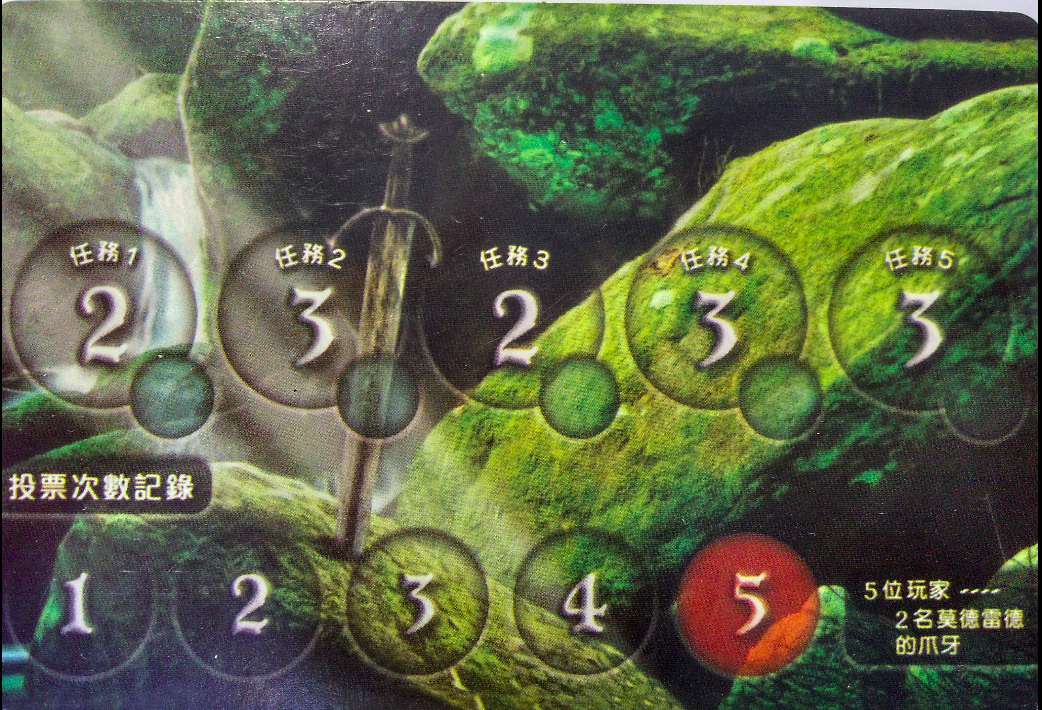 任務1 任務2 任務3 任務4 任務5
2 3 2 3 3
投票次數記錄
1 2 3 4 5
5位玩家----
2名莫德雷德
的爪牙